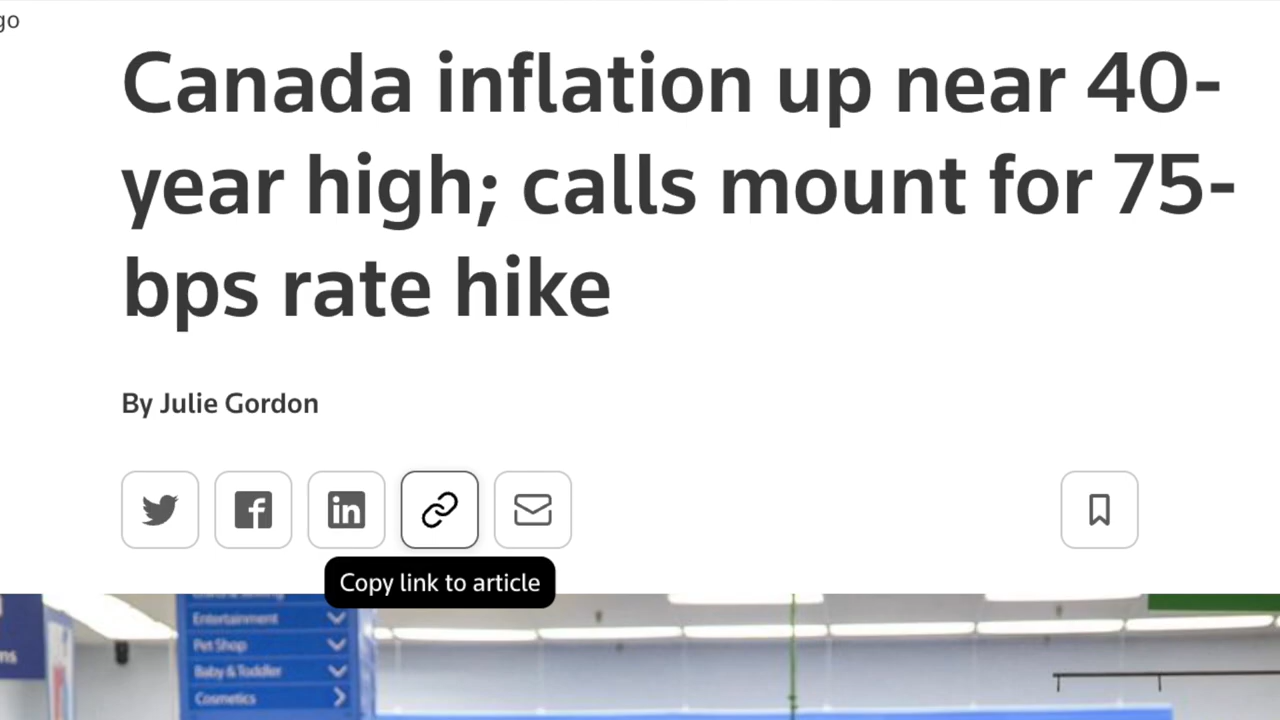 go
Canada inflation up near 40-
year high; calls mount for 75-
bps rate hike
By Julie Gordon
Copy link to article
Entertainment
Pet Shop
Baby & Toddler
Cosmetics
ns